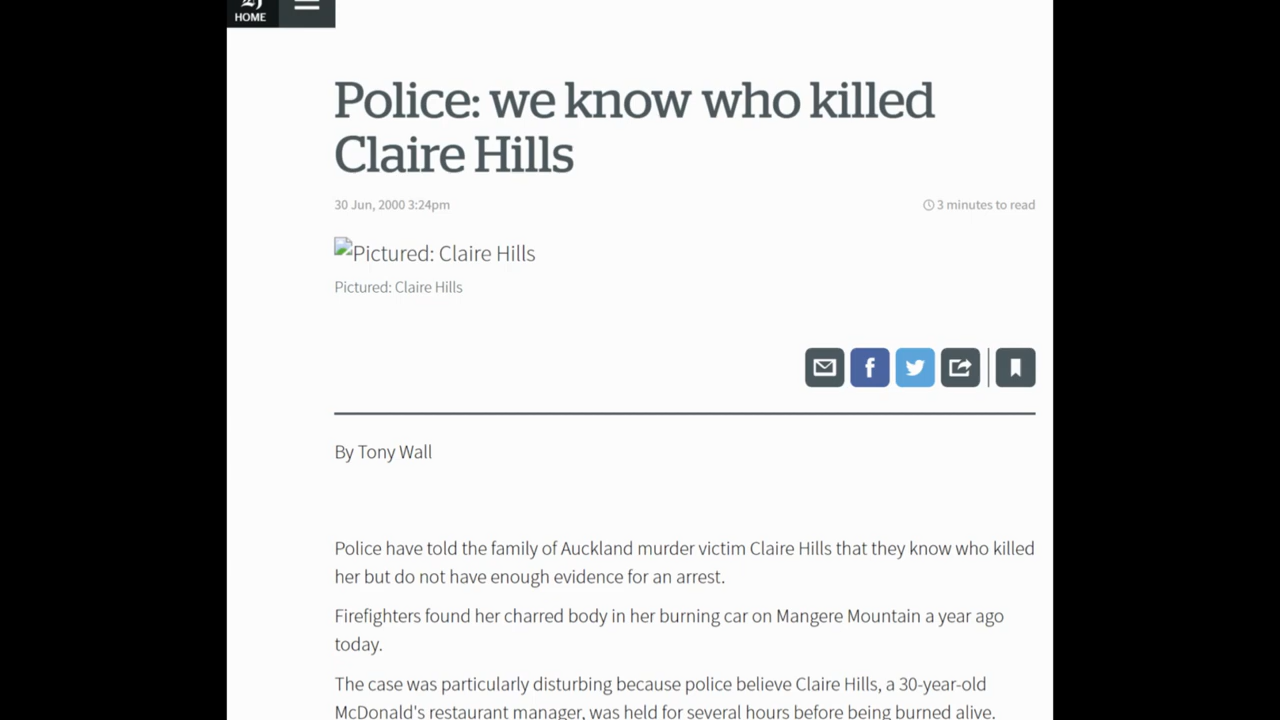 HOME
Police: we know who killed
Claire Hills
30 Jun, 2000 3:24pm
3 minutes to read
Pictured: Claire Hills
Pictured: Claire Hills
By Tony Wall
Police have told the family of Auckland murder victim Claire Hills that they know who killed
her but do not have enough evidence for an arrest.
Firefighters found her charred body in her burning car on Mangere Mountain a year ago
today.
The case was particularly disturbing because police believe Claire Hills, a 30-year-old
McDonald's restaurant manager, was held for several hours before being burned alive.